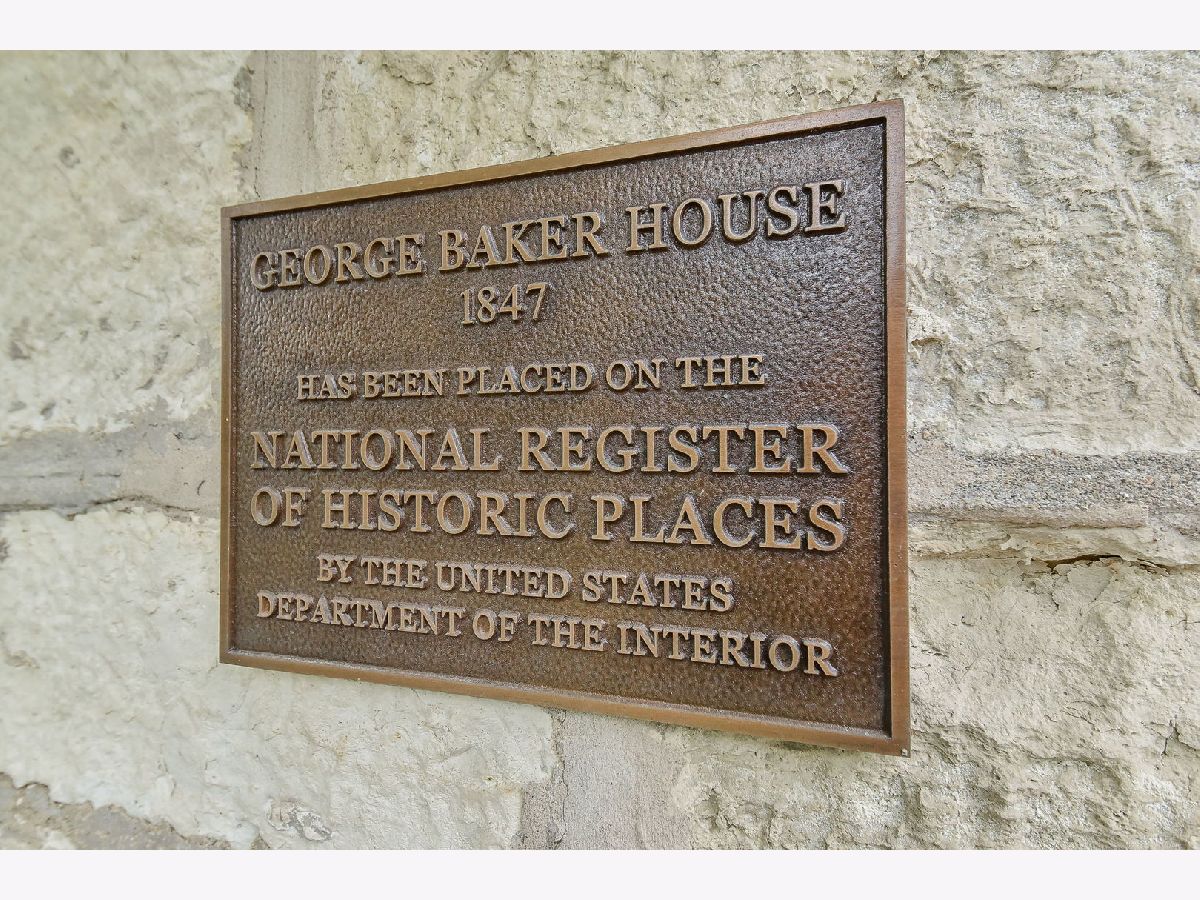 GEORGE BAKER HOUSE
1847
HAS BEEN PLACED ON THE
NATIONAL REGISTER
OF HISTORIC PLACES
BY THE UNITED STATES
DEPARTMENT OF THE INTERIOR